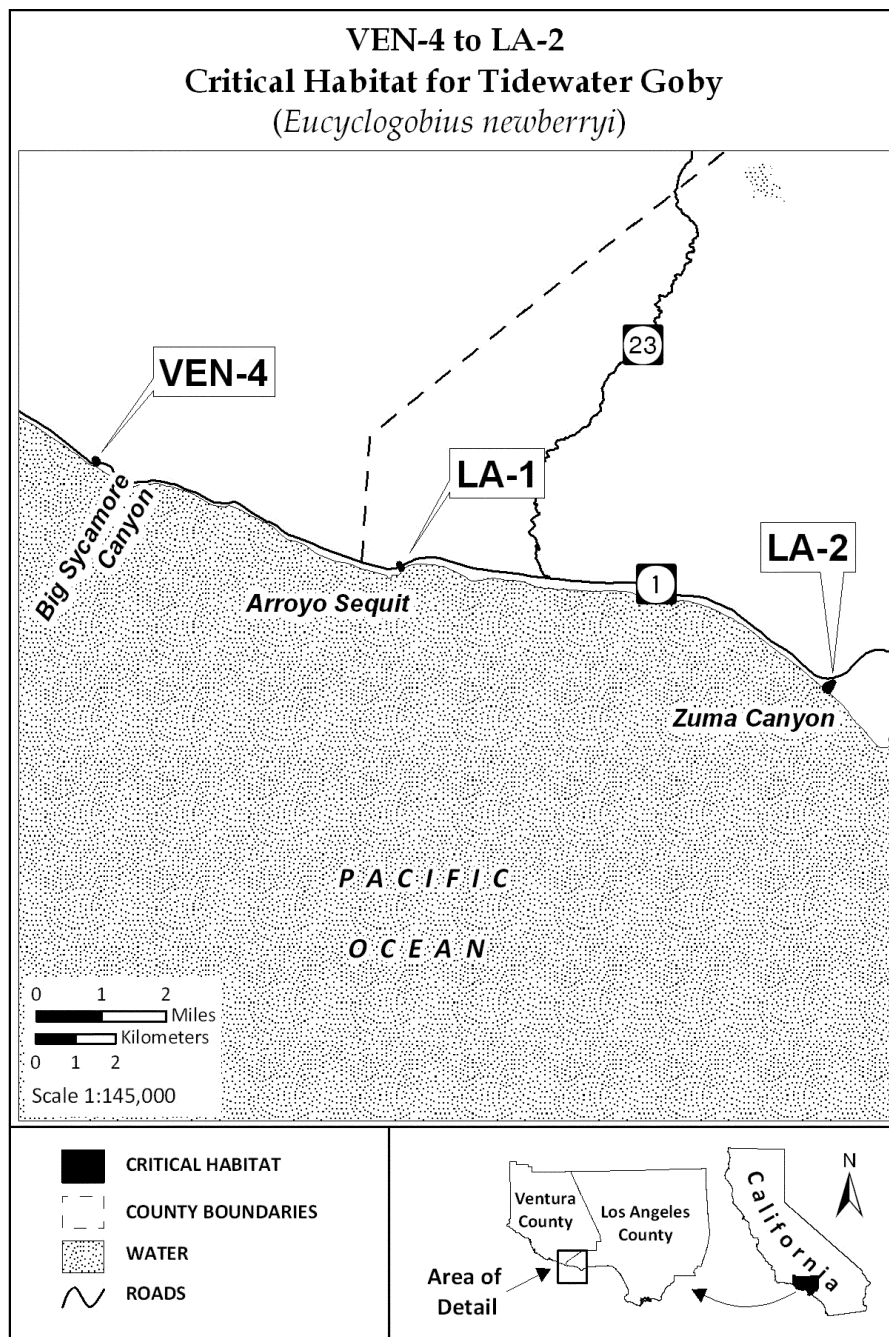 VEN-4 to LA-2
Critical Habitat for Tidewater Goby
(Eucyclogobius newberryi)
23
VEN-4
LA-1
LA-2
Big Sycamore
Canyon
Arroyo Sequit
1
Zuma Canyon
PACIFIC
OCEAN
0 1 2
Miles
Kilometers
0 1 2
Scale 1:145,000
CRITICAL HABITAT
COUNTY BOUNDARIES
WATER
ROADS
Ventura
County
Los Angeles
County
Area of
Detail
California
N